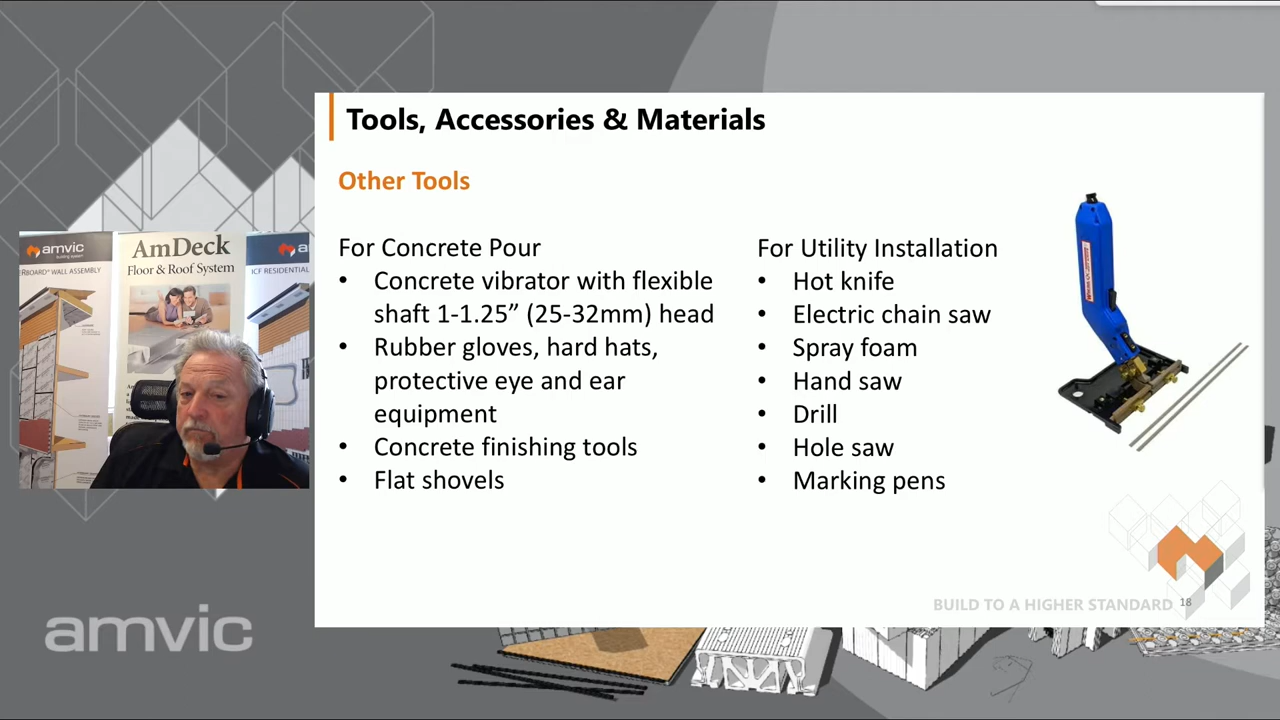 Tools, Accessories & Materials
Other Tools
For Concrete Pour
• Concrete vibrator with flexible
shaft 1-1.25” (25-32mm) head
• Rubber gloves, hard hats,
protective eye and ear
equipment
• Concrete finishing tools
• Flat shovels
For Utility Installation
• Hot knife
• Electric chain saw
• Spray foam
• Hand saw
• Drill
• Hole saw
• Marking pens
BUILD TO A HIGHER STANDARD 18
amvic
RBOARD® WALL ASSEMBLY
AmDeck
Floor & Roof System
ICF RESIDENTIAL
amvic